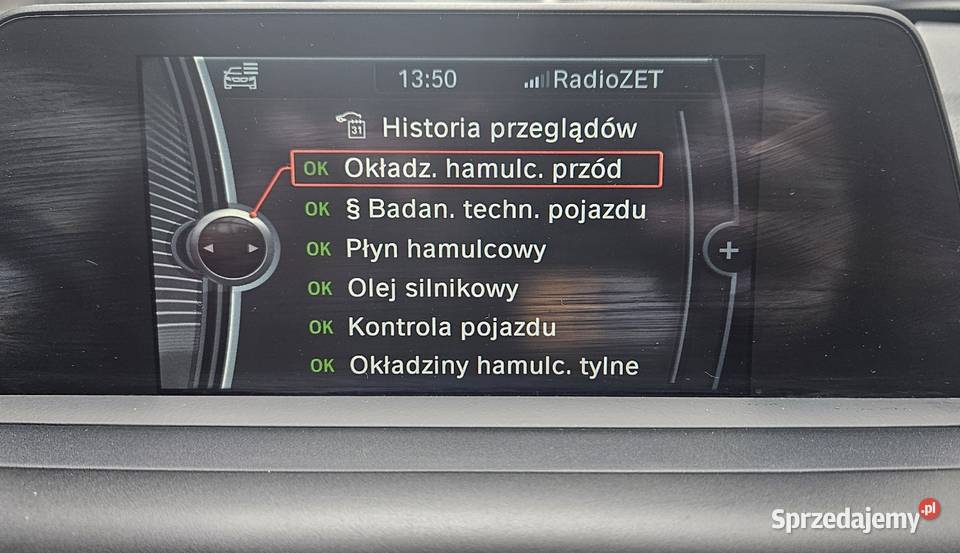 13:50 RadioZET
31 Historia przeglądów
OK Okładz. hamulc. przód
OK § Badan. techn. pojazdu
OK Płyn hamulcowy
OK Olej silnikowy
OK Kontrola pojazdu
OK Okładziny hamulc. tylne
+
Sprzedajemy.pl